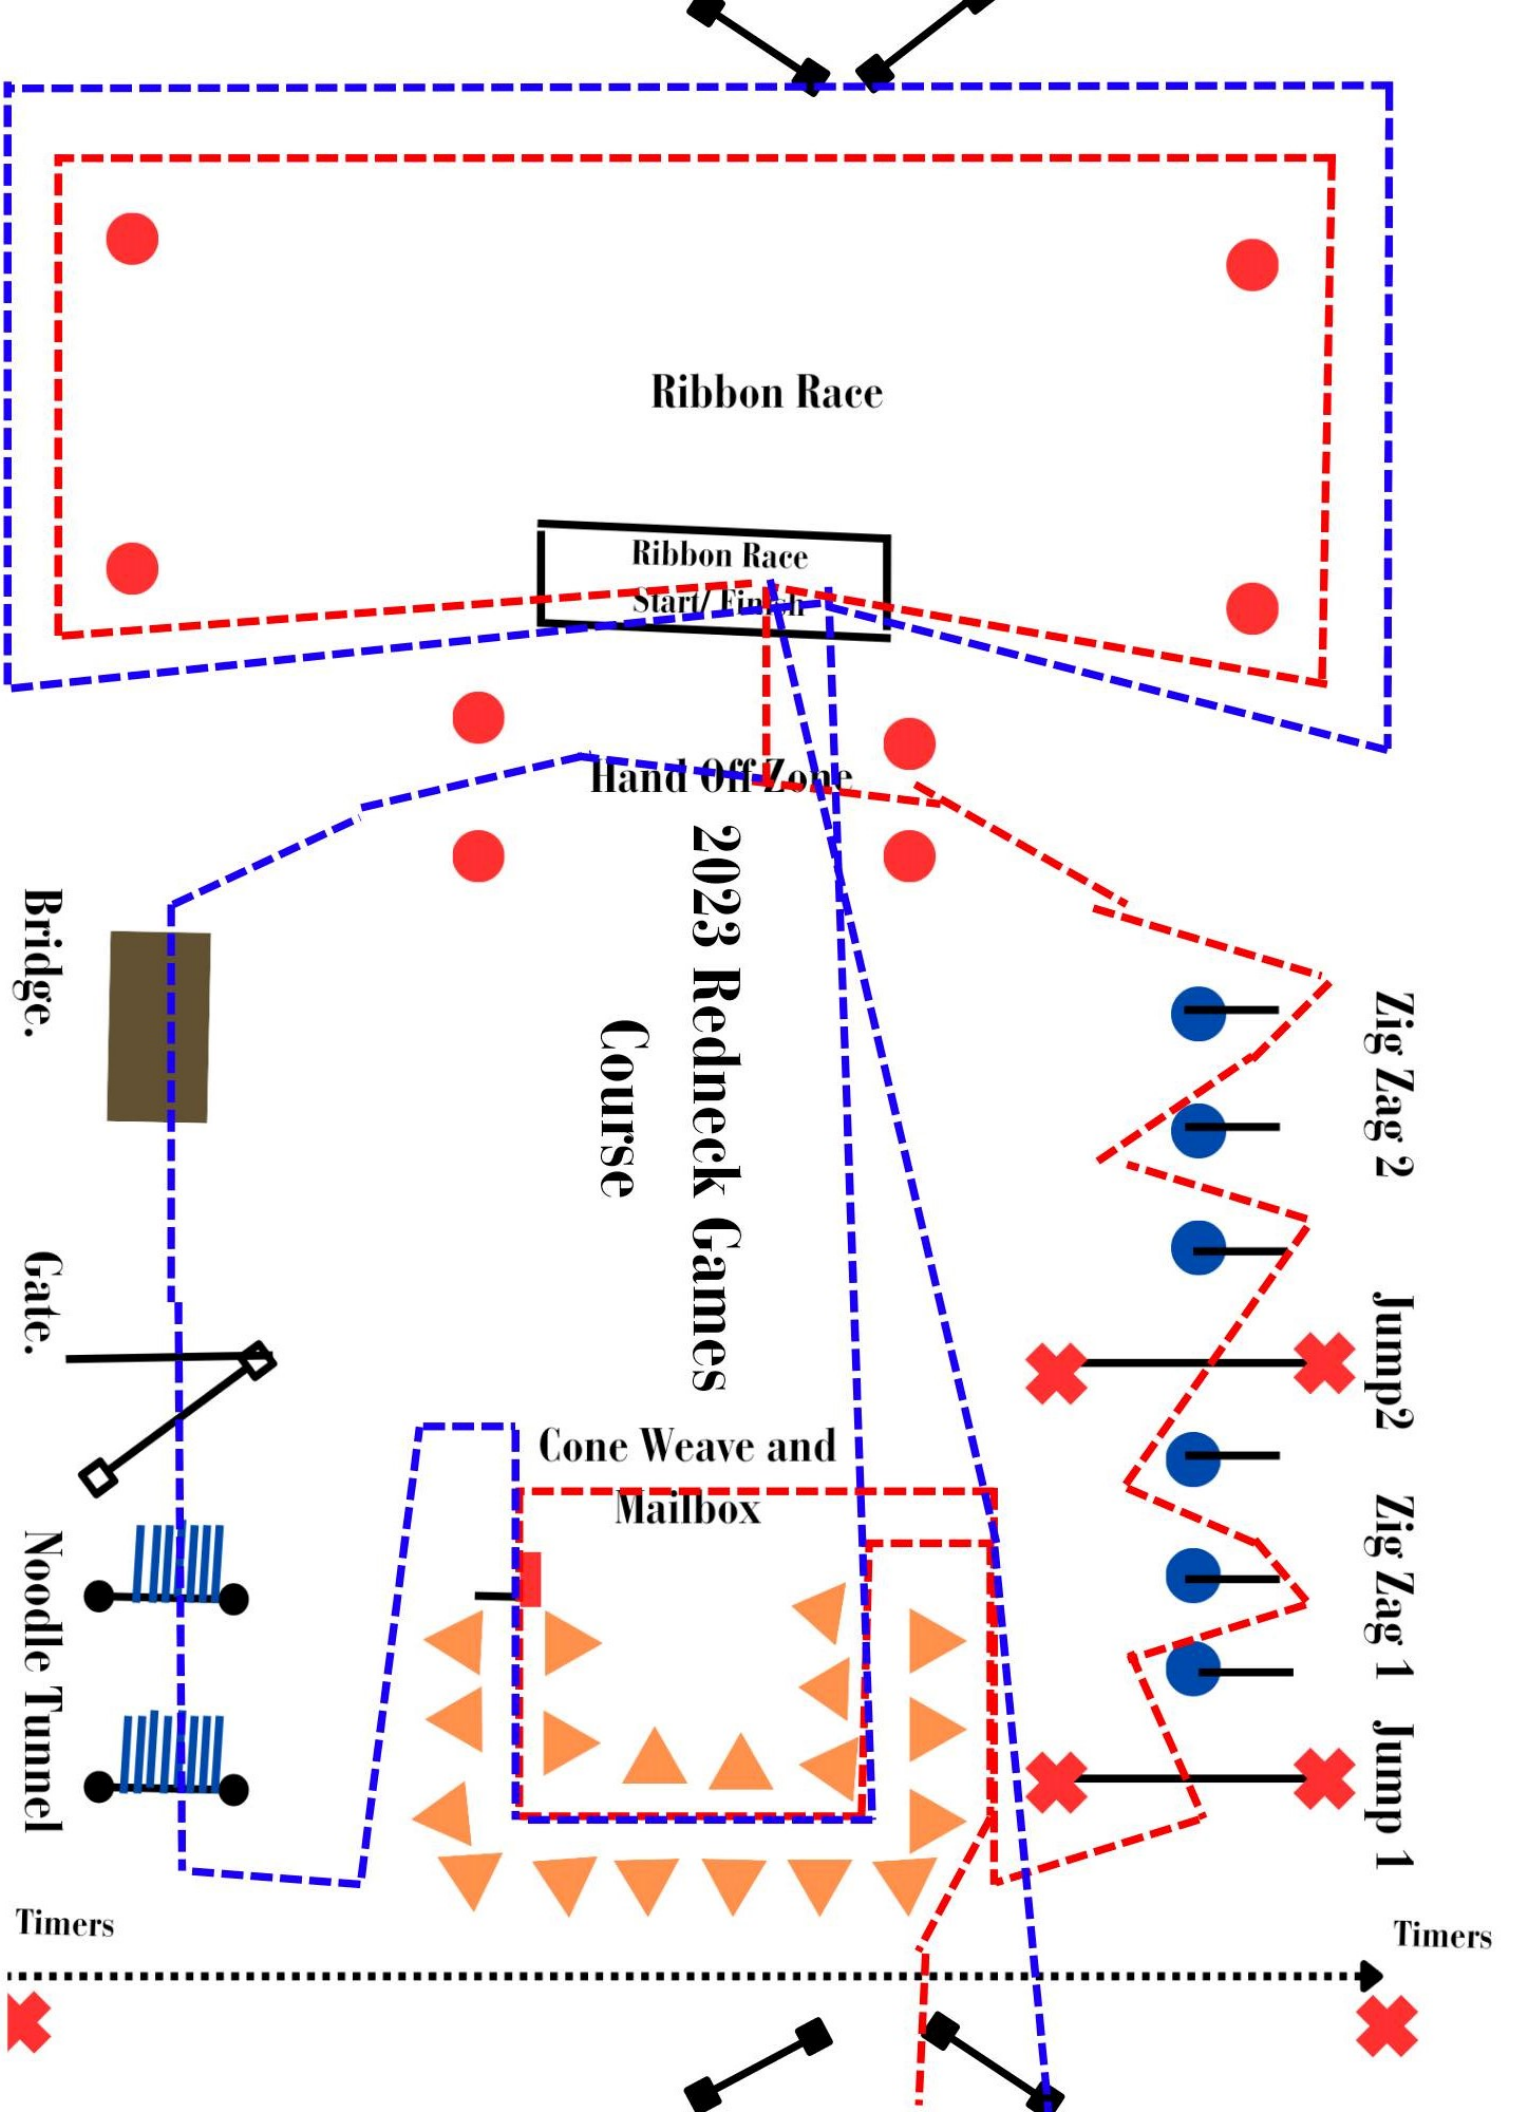 Ribbon Race
Ribbon Race
Start/ Finish
Hand Off Zone
2023 Redneck Games
Course
Bridge.
Gate.
Noodle Tunnel
Zig Zag 2
Jump2
Zig Zag 1
Jump 1
Cone Weave and
Mailbox
Timers
Timers